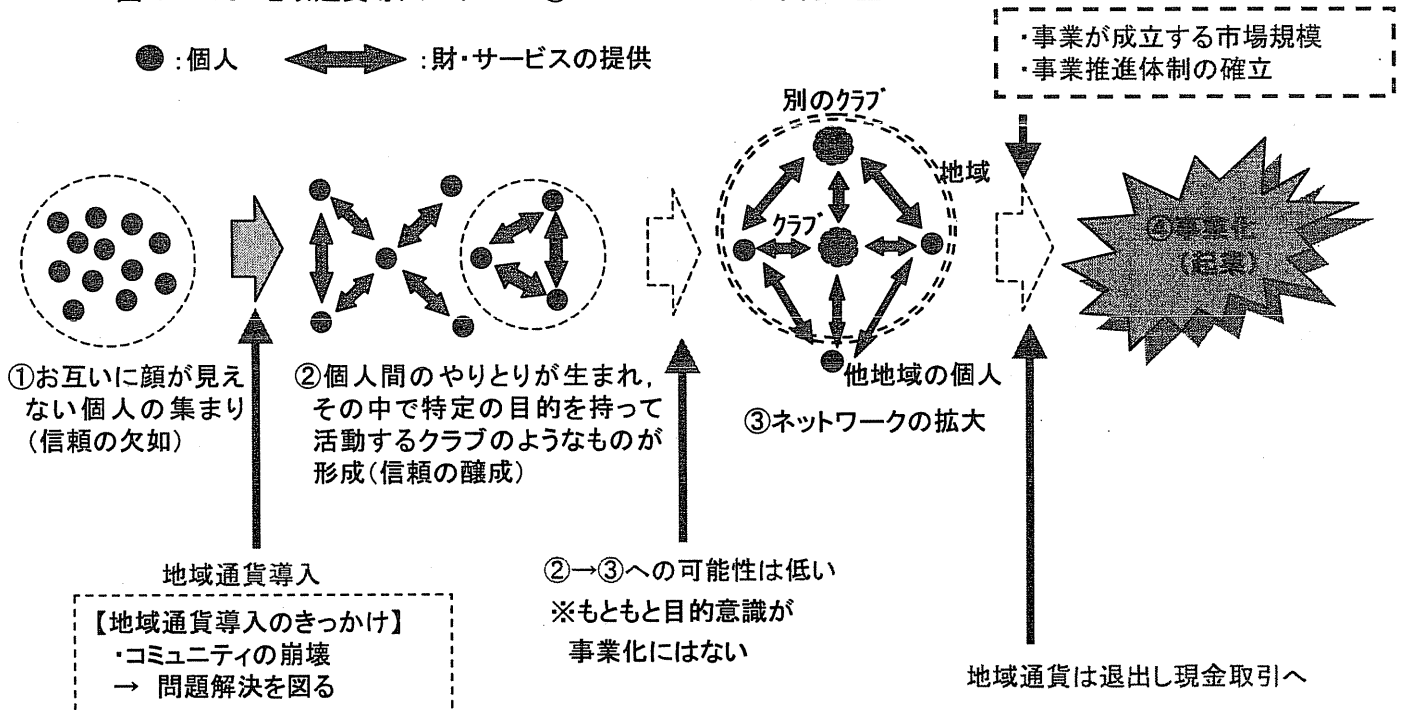 ●:個人
:財・サービスの提供
・事業が成立する市場規模
・事業推進体制の確立
別のクラブ
地域
クラブ
④事業化
(起業)
他地域の個人
①お互いに顔が見え
ない個人の集まり
(信頼の欠如)
②個人間のやりとりが生まれ,
その中で特定の目的を持って
活動するクラブのようなものが
形成(信頼の醸成)
③ネットワークの拡大
地域通貨導入
【地域通貨導入のきっかけ】
・コミュニティの崩壊
→ 問題解決を図る
②→③への可能性は低い
※もともと目的意識が
事業化にはない
地域通貨は退出し現金取引へ